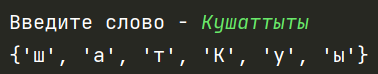 Введите слово - Кушаттыты
{'ш', 'а', 'т', 'К', 'у', 'ы'}